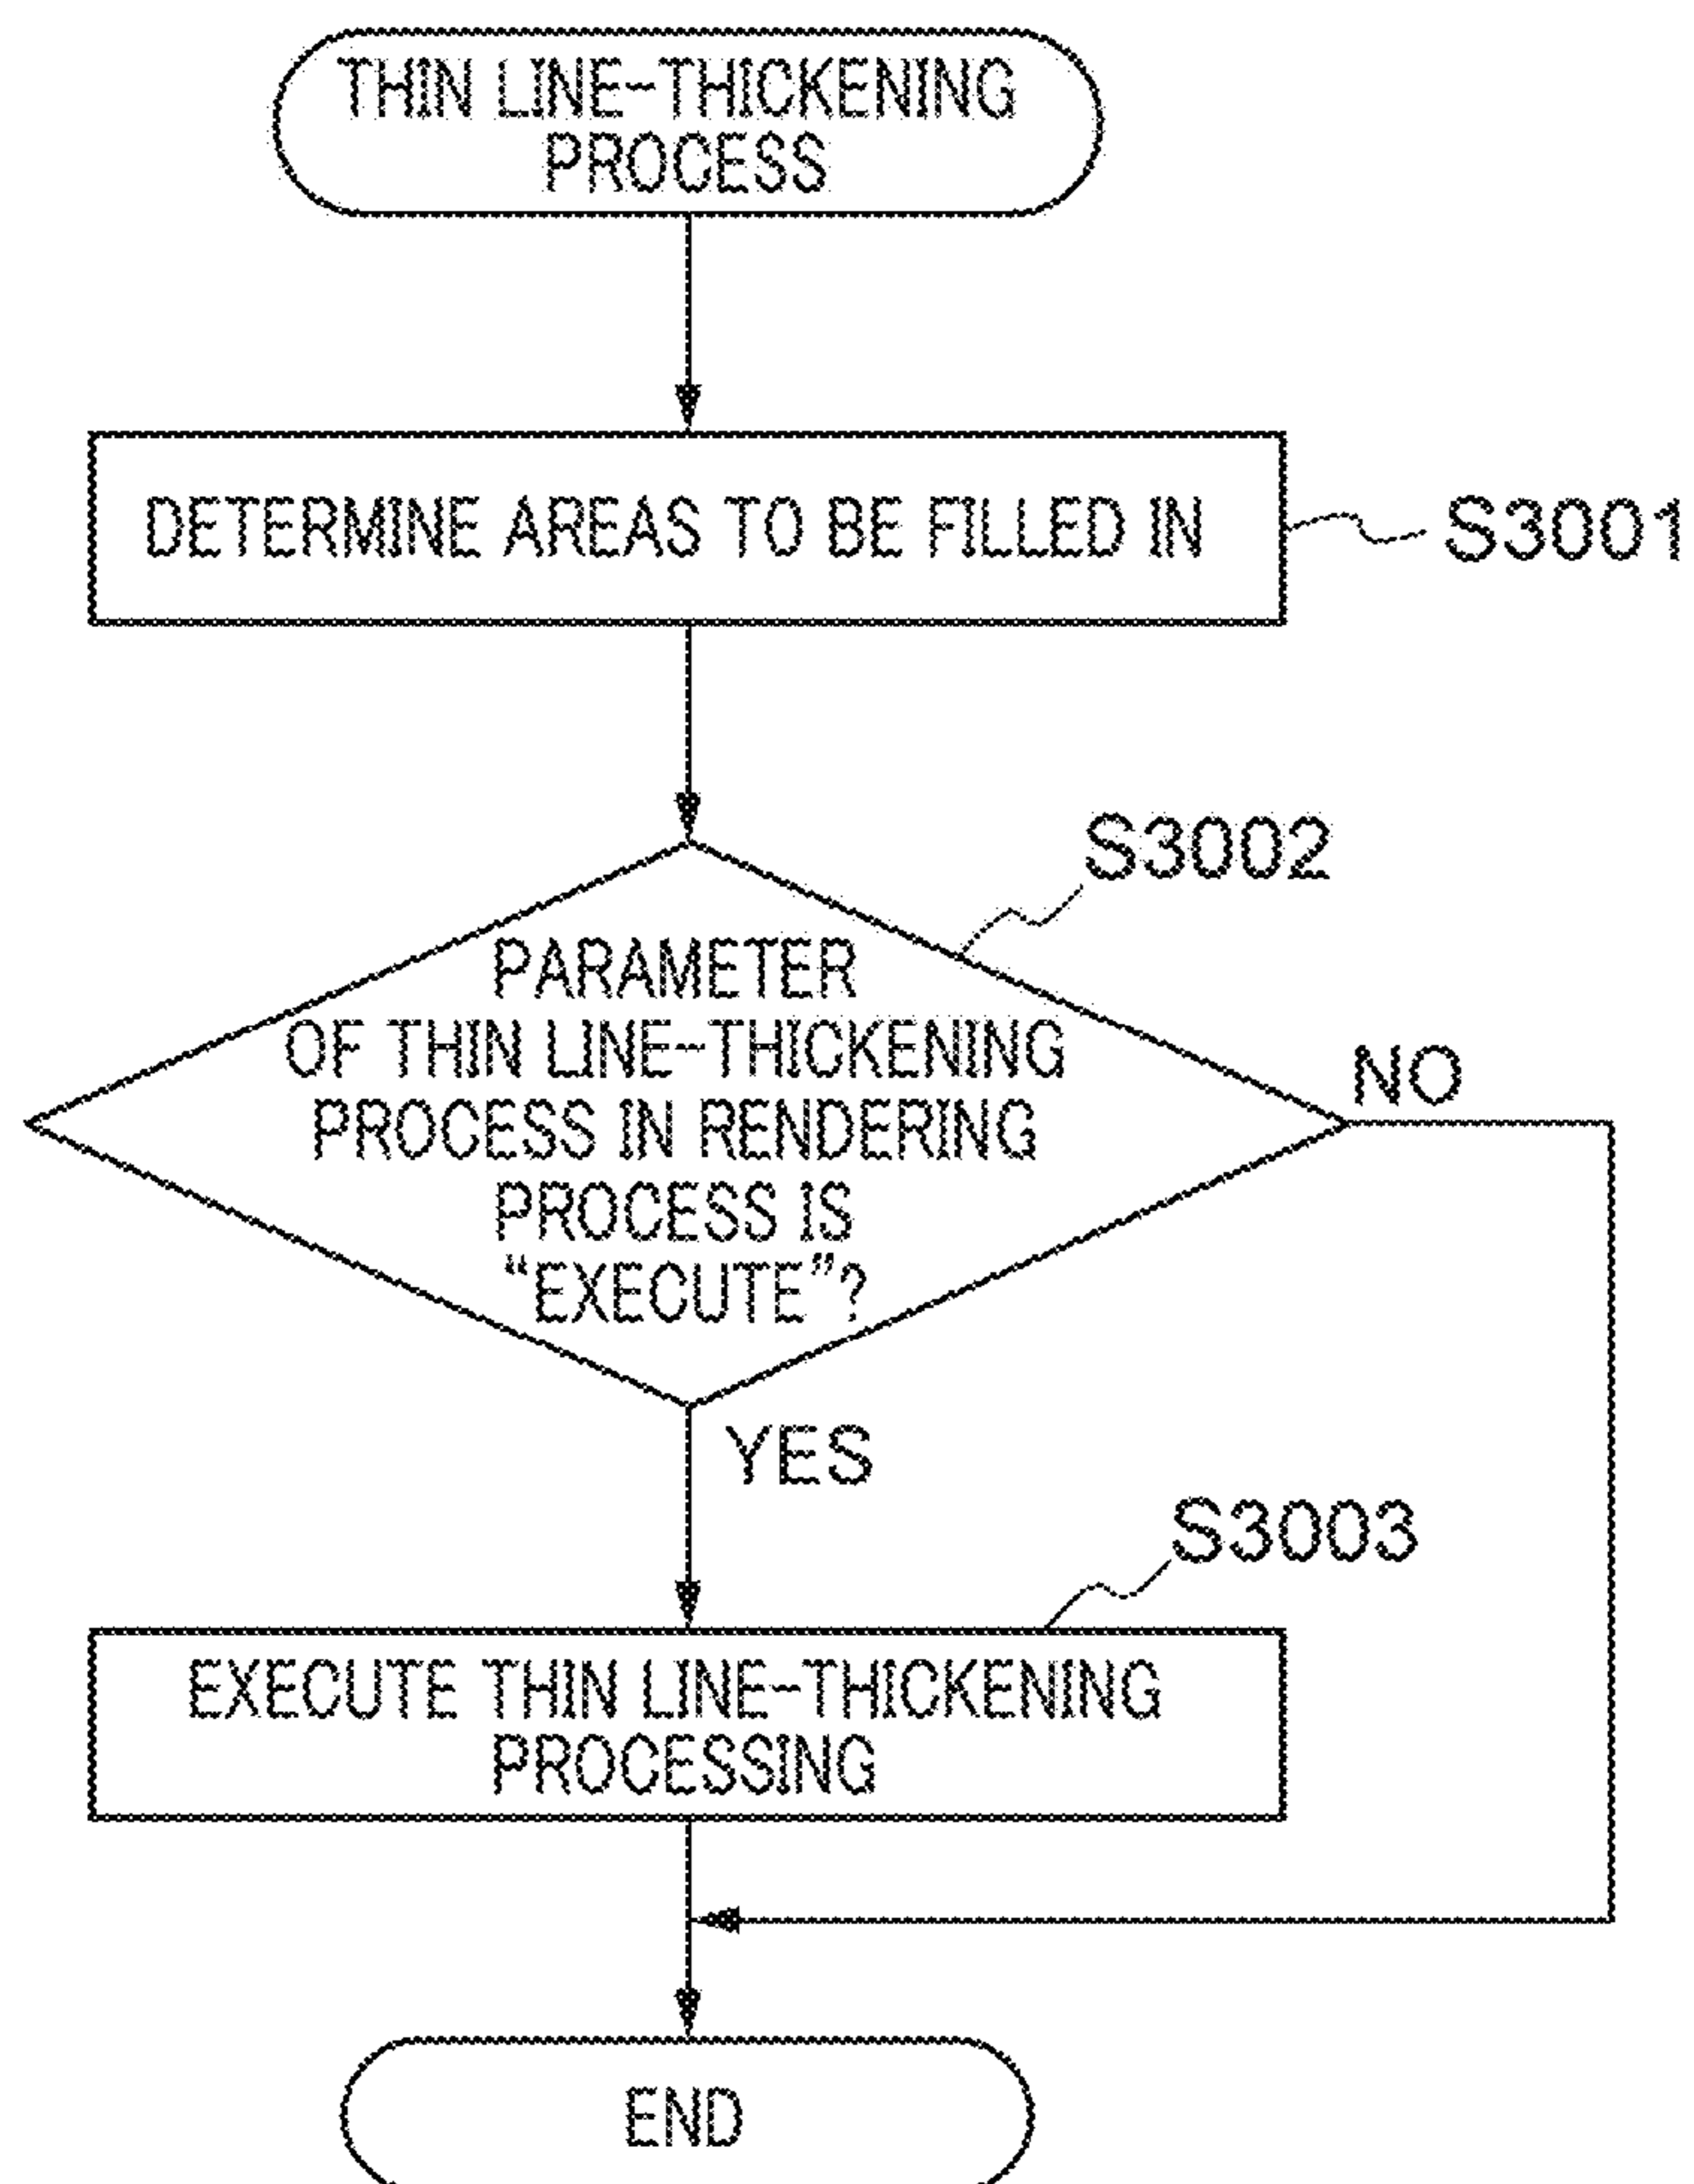 THIN LINE-THICKENING
PROCESS
DETERMINE AREAS TO BE FILLED IN
S3001
S3002
PARAMETER
OF THIN LINE-THICKENING
PROCESS IN RENDERING
PROCESS IS
“EXECUTE”?
NO
YES
S3003
EXECUTE THIN LINE-THICKENING
PROCESSING
END